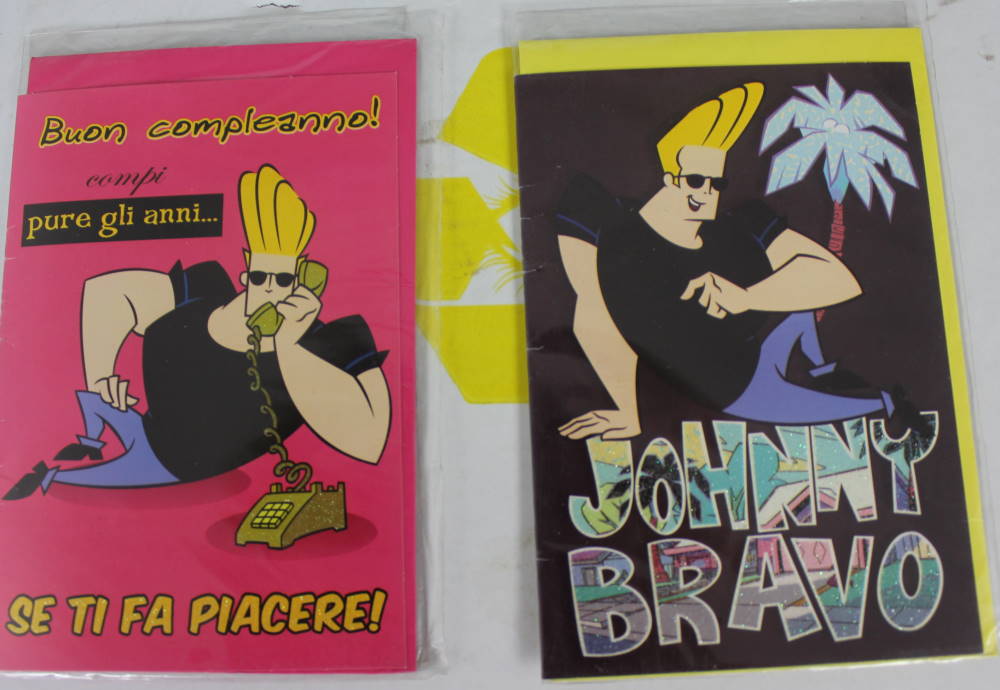 Buon compleanno!
compi
pure gli anni...
SE TI FA PIACERE!
JOHNNY
BRAVO